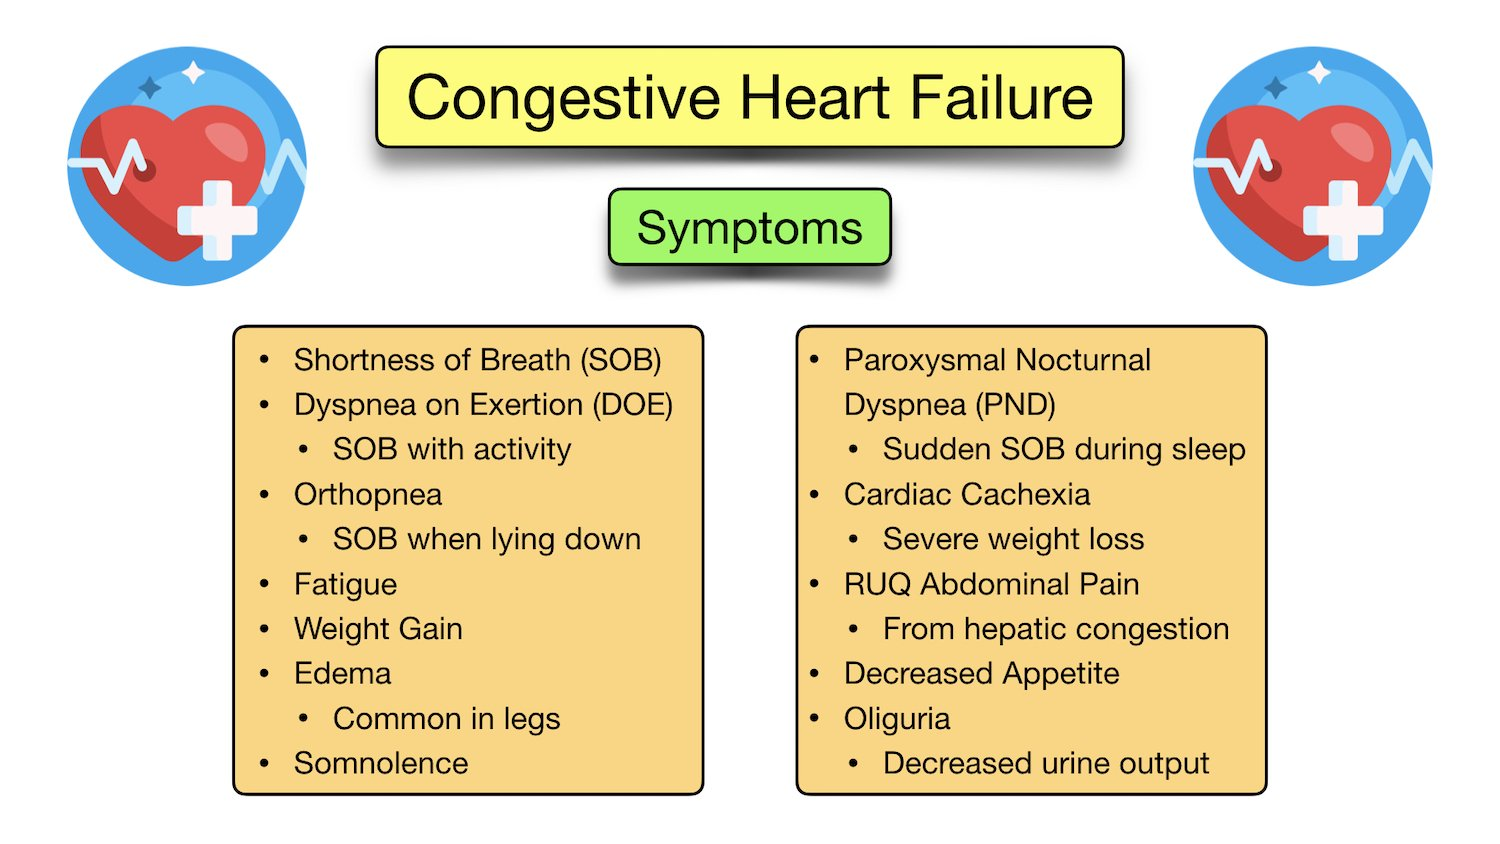 Congestive Heart Failure
Symptoms
• Shortness of Breath (SOB)
• Dyspnea on Exertion (DOE)
• SOB with activity
• Orthopnea
• SOB when lying down
• Fatigue
• Weight Gain
• Edema
• Common in legs
• Somnolence
• Paroxysmal Nocturnal
Dyspnea (PND)
• Sudden SOB during sleep
• Cardiac Cachexia
• Severe weight loss
• RUQ Abdominal Pain
• From hepatic congestion
• Decreased Appetite
• Oliguria
• Decreased urine output